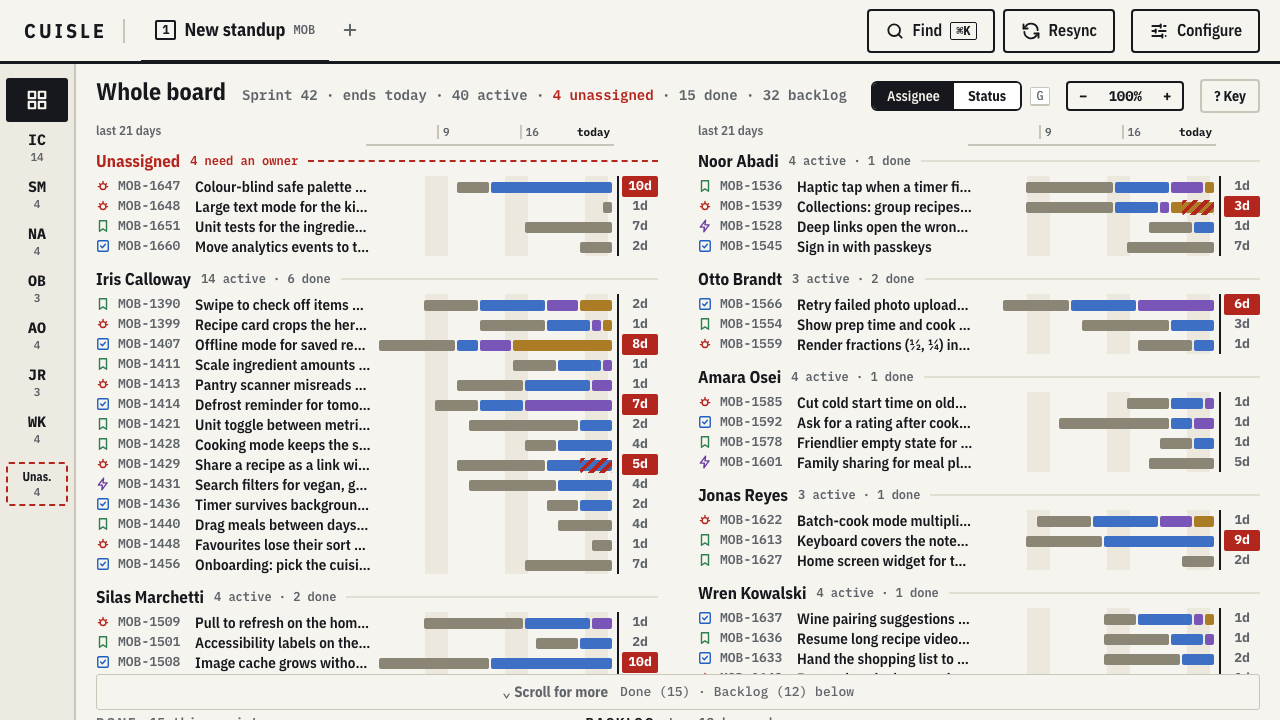 CUISLE
1 New standup MOB +
Find ⌘K
Resync
Configure
IC
14
SM
4
NA
4
OB
3
AO
4
JR
3
WK
4
Unas.
4
Whole board Sprint 42 · ends today · 40 active · 4 unassigned · 15 done · 32 backlog
Assignee Status G
− 100% +
? Key
last 21 days 9 16 today
Unassigned 4 need an owner
MOB-1647 Colour-blind safe palette ... 10d
MOB-1648 Large text mode for the ki... 1d
MOB-1651 Unit tests for the ingredie... 7d
MOB-1660 Move analytics events to t... 2d
Iris Calloway 14 active · 6 done
MOB-1390 Swipe to check off items ... 2d
MOB-1399 Recipe card crops the her... 1d
MOB-1407 Offline mode for saved re... 8d
MOB-1411 Scale ingredient amounts ... 1d
MOB-1413 Pantry scanner misreads ... 1d
MOB-1414 Defrost reminder for tomo... 7d
MOB-1421 Unit toggle between metri... 2d
MOB-1428 Cooking mode keeps the s... 4d
MOB-1429 Share a recipe as a link wi... 5d
MOB-1431 Search filters for vegan, g... 4d
MOB-1436 Timer survives backgroun... 2d
MOB-1440 Drag meals between days... 4d
MOB-1448 Favourites lose their sort ... 1d
MOB-1456 Onboarding: pick the cuisi... 7d
Silas Marchetti 4 active · 2 done
MOB-1509 Pull to refresh on the hom... 1d
MOB-1501 Accessibility labels on the... 2d
MOB-1508 Image cache grows witho... 10d
last 21 days 9 16 today
Noor Abadi 4 active · 1 done
MOB-1536 Haptic tap when a timer fi... 1d
MOB-1539 Collections: group recipes... 3d
MOB-1528 Deep links open the wron... 1d
MOB-1545 Sign in with passkeys 7d
Otto Brandt 3 active · 2 done
MOB-1566 Retry failed photo upload... 6d
MOB-1554 Show prep time and cook ... 3d
MOB-1559 Render fractions (½, ¼) in... 1d
Amara Osei 4 active · 1 done
MOB-1585 Cut cold start time on old... 1d
MOB-1592 Ask for a rating after cook... 1d
MOB-1578 Friendlier empty state for ... 1d
MOB-1601 Family sharing for meal pl... 5d
Jonas Reyes 3 active · 1 done
MOB-1622 Batch-cook mode multipli... 1d
MOB-1613 Keyboard covers the note... 9d
MOB-1627 Home screen widget for t... 2d
Wren Kowalski 4 active · 1 done
MOB-1637 Wine pairing suggestions ... 1d
MOB-1636 Resume long recipe video... 1d
MOB-1633 Hand the shopping list to ... 2d
Scroll for more Done (15) · Backlog (12) below